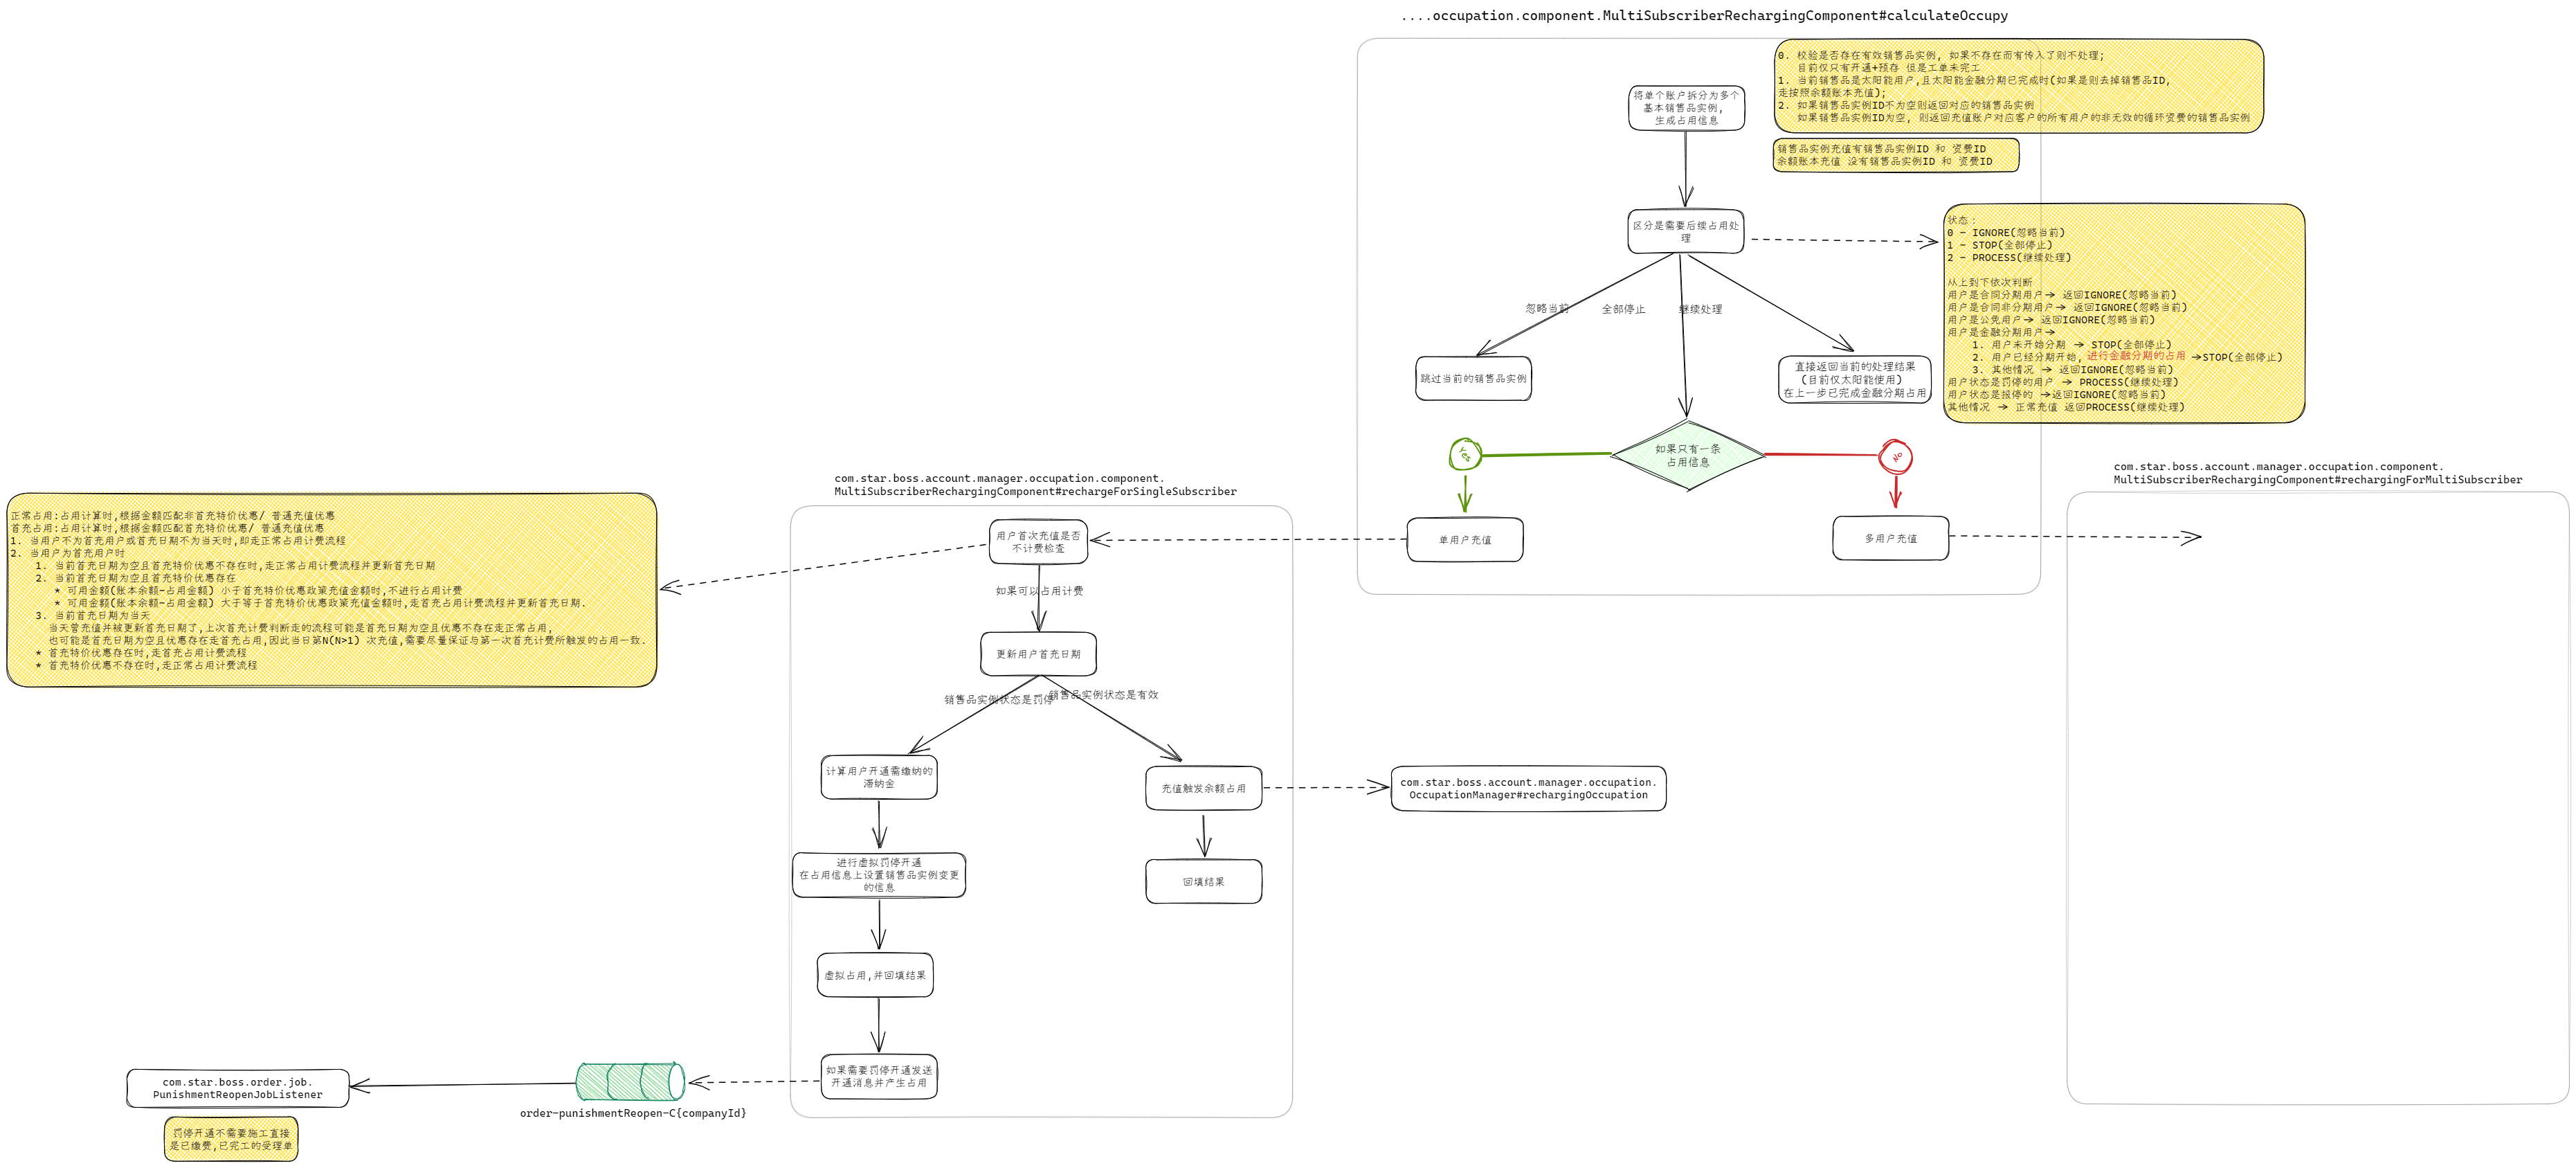 ....occupation.component.MultiSubscriberRechargingComponent#calculateOccupy
将单个账户拆分为多个
基本销售品实例,
生成占用信息
0. 校验是否存在有效销售品实例, 如果不存在而有传入了则不处理;
目前仅只有开通+预存 但是工单未完工
1. 当前销售品是太阳能用户,且太阳能金融分期已完成时(如果是则去掉销售品ID,
走按照余额账本充值);
2. 如果销售品实例ID不为空则返回对应的销售品实例
如果销售品实例ID为空, 则返回充值账户对应客户的所有用户的非无效的循环资费的销售品实例
销售品实例充值有销售品实例ID 和 资费ID
余额账本充值 没有销售品实例ID 和 资费ID
区分是需要后续占用处
理
状态:
0 - IGNORE(忽略当前)
1 - STOP(全部停止)
2 - PROCESS(继续处理)
从上到下依次判断
用户是合同分期用户-> 返回IGNORE(忽略当前)
用户是合同非分期用户-> 返回IGNORE(忽略当前)
用户是公免用户-> 返回IGNORE(忽略当前)
用户是金融分期用户->
1. 用户未开始分期 -> STOP(全部停止)
2. 用户已经分期开始, 进行金融分期的占用 ->STOP(全部停止)
3. 其他情况 -> 返回IGNORE(忽略当前)
用户状态是罚停的用户 -> PROCESS(继续处理)
用户状态是报停的 ->返回IGNORE(忽略当前)
其他情况 -> 正常充值 返回PROCESS(继续处理)
忽略当前
全部停止
继续处理
跳过当前的销售品实例
直接返回当前的处理结果
(目前仅太阳能使用)
在上一步已完成金融分期占用
如果只有一条
占用信息
Yes
No
单用户充值
多用户充值
com.star.boss.account.manager.occupation.component.
MultiSubscriberRechargingComponent#rechargingForMultiSubscriber
com.star.boss.account.manager.occupation.component.
MultiSubscriberRechargingComponent#rechargeForSingleSubscriber
用户首次充值是否
不计费检查
正常占用:占用计算时,根据金额匹配非首充特价优惠/ 普通充值优惠
首充占用:占用计算时,根据金额匹配首充特价优惠/ 普通充值优惠
1. 当用户不为首充用户或首充日期不为当天时,即走正常占用计费流程
2. 当用户为首充用户时
1. 当前首充日期为空且首充特价优惠不存在时,走正常占用计费流程并更新首充日期
2. 当前首充日期为空且首充特价优惠存在
* 可用金额(账本余额-占用金额) 小于首充特价优惠政策充值金额时,不进行占用计费
* 可用金额(账本余额-占用金额) 大于等于首充特价优惠政策充值金额时,走首充占用计费流程并更新首充日期.
3. 当前首充日期为当天
当天曾充值并被更新首充日期了,上次首充计费判断走的流程可能是首充日期为空且优惠不存在走正常占用,
也可能是首充日期为空且优惠存在走首充占用,因此当日第N(N>1) 次充值,需要尽量保证与第一次首充计费所触发的占用一致.
* 首充特价优惠存在时,走首充占用计费流程
* 首充特价优惠不存在时,走正常占用计费流程
如果可以占用计费
更新用户首充日期
销售品实例状态是罚停
销售品实例状态是有效
计算用户开通需缴纳的
滞纳金
充值触发余额占用
com.star.boss.account.manager.occupation.
OccupationManager#rechargingOccupation
进行虚拟罚停开通
在占用信息上设置销售品实例变更
的信息
回填结果
虚拟占用,并回填结果
如果需要罚停开通发送
开通消息并产生占用
order-punishmentReopen-C{companyId}
com.star.boss.order.job.
PunishmentReopenJobListener
罚停开通不需要施工直接
是已缴费,已完工的受理单